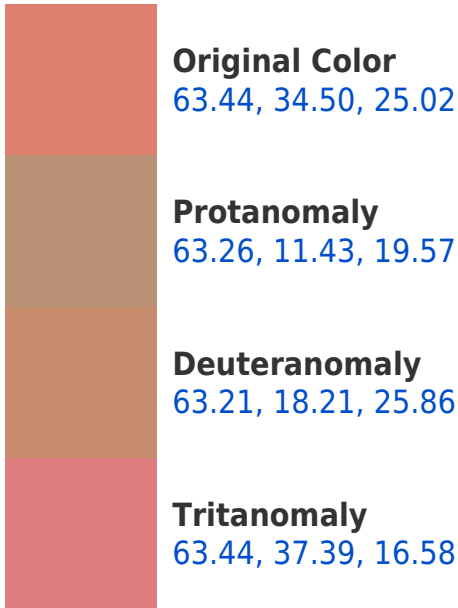 Original Color
63.44, 34.50, 25.02
Protanomaly
63.26, 11.43, 19.57
Deuteranomaly
63.21, 18.21, 25.86
Tritanomaly
63.44, 37.39, 16.58